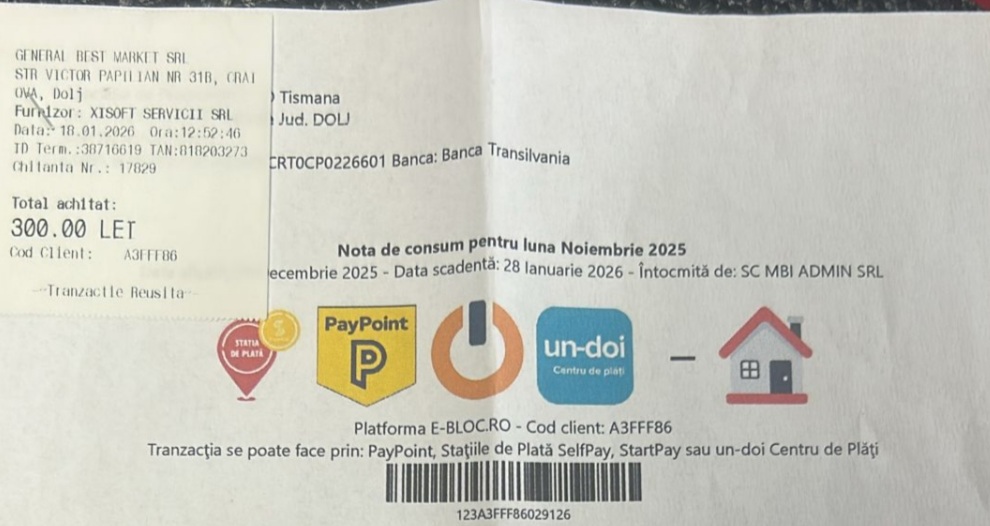 GENERAL BEST MARKET SRL
STR VICTOR PAPILIAN NR 31B, CRAI
OVA, Dolj
Furnizor: XISOFT SERVICII SRL
Data: 18.01.2026 Ora:12:52:46
ID Term.:38716619 TAN:818203273
Chitanta Nr.: 17829
Total achitat:
300.00 LEI
Cod Client: A3FFF86
--Tranzactie Reusita--
Tismana
Jud. DOLJ
CRT0CP0226601 Banca: Banca Transilvania
Nota de consum pentru luna Noiembrie 2025
ecembrie 2025 - Data scadentă: 28 Ianuarie 2026 - Întocmită de: SC MBI ADMIN SRL
STATIA
DE PLATĂ
PayPoint
un-doi
Centru de plăți
Platforma E-BLOC.RO - Cod client: A3FFF86
Tranzacţia se poate face prin: PayPoint, Staţiile de Plată SelfPay, StartPay sau un-doi Centru de Plăţi
123A3FFF86029126